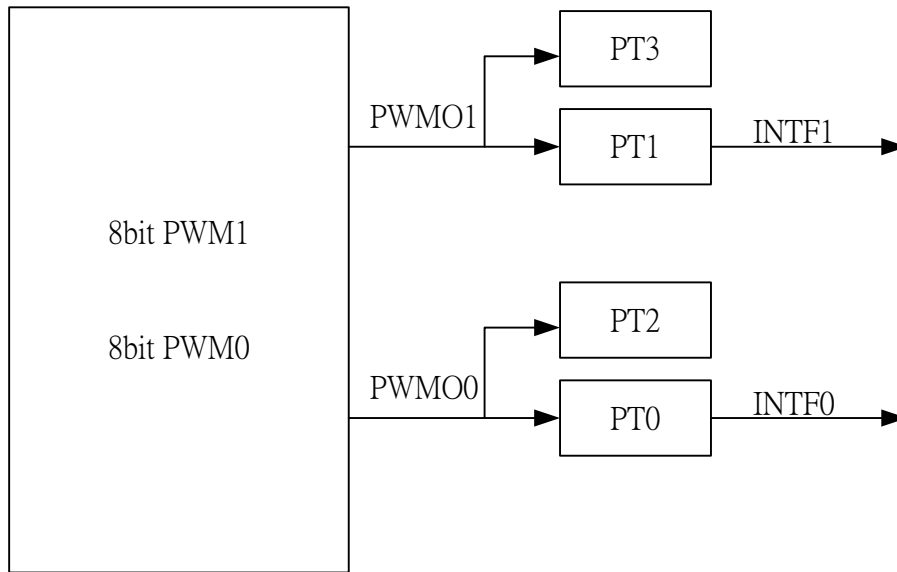 PT3
PWMO1
PT1
INTF1
8bit PWM1
PT2
8bit PWM0
PWMO0
PT0
INTF0